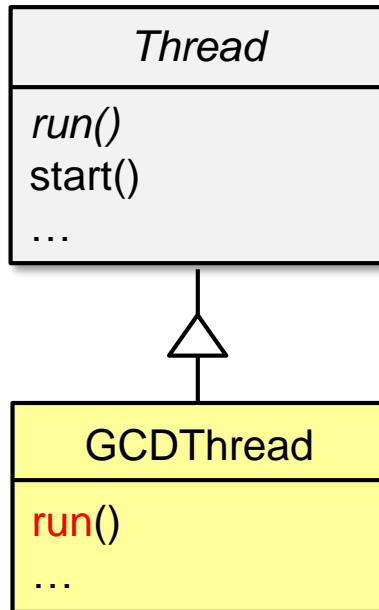 Thread
run()
start()
…
GCDThread
run()
…